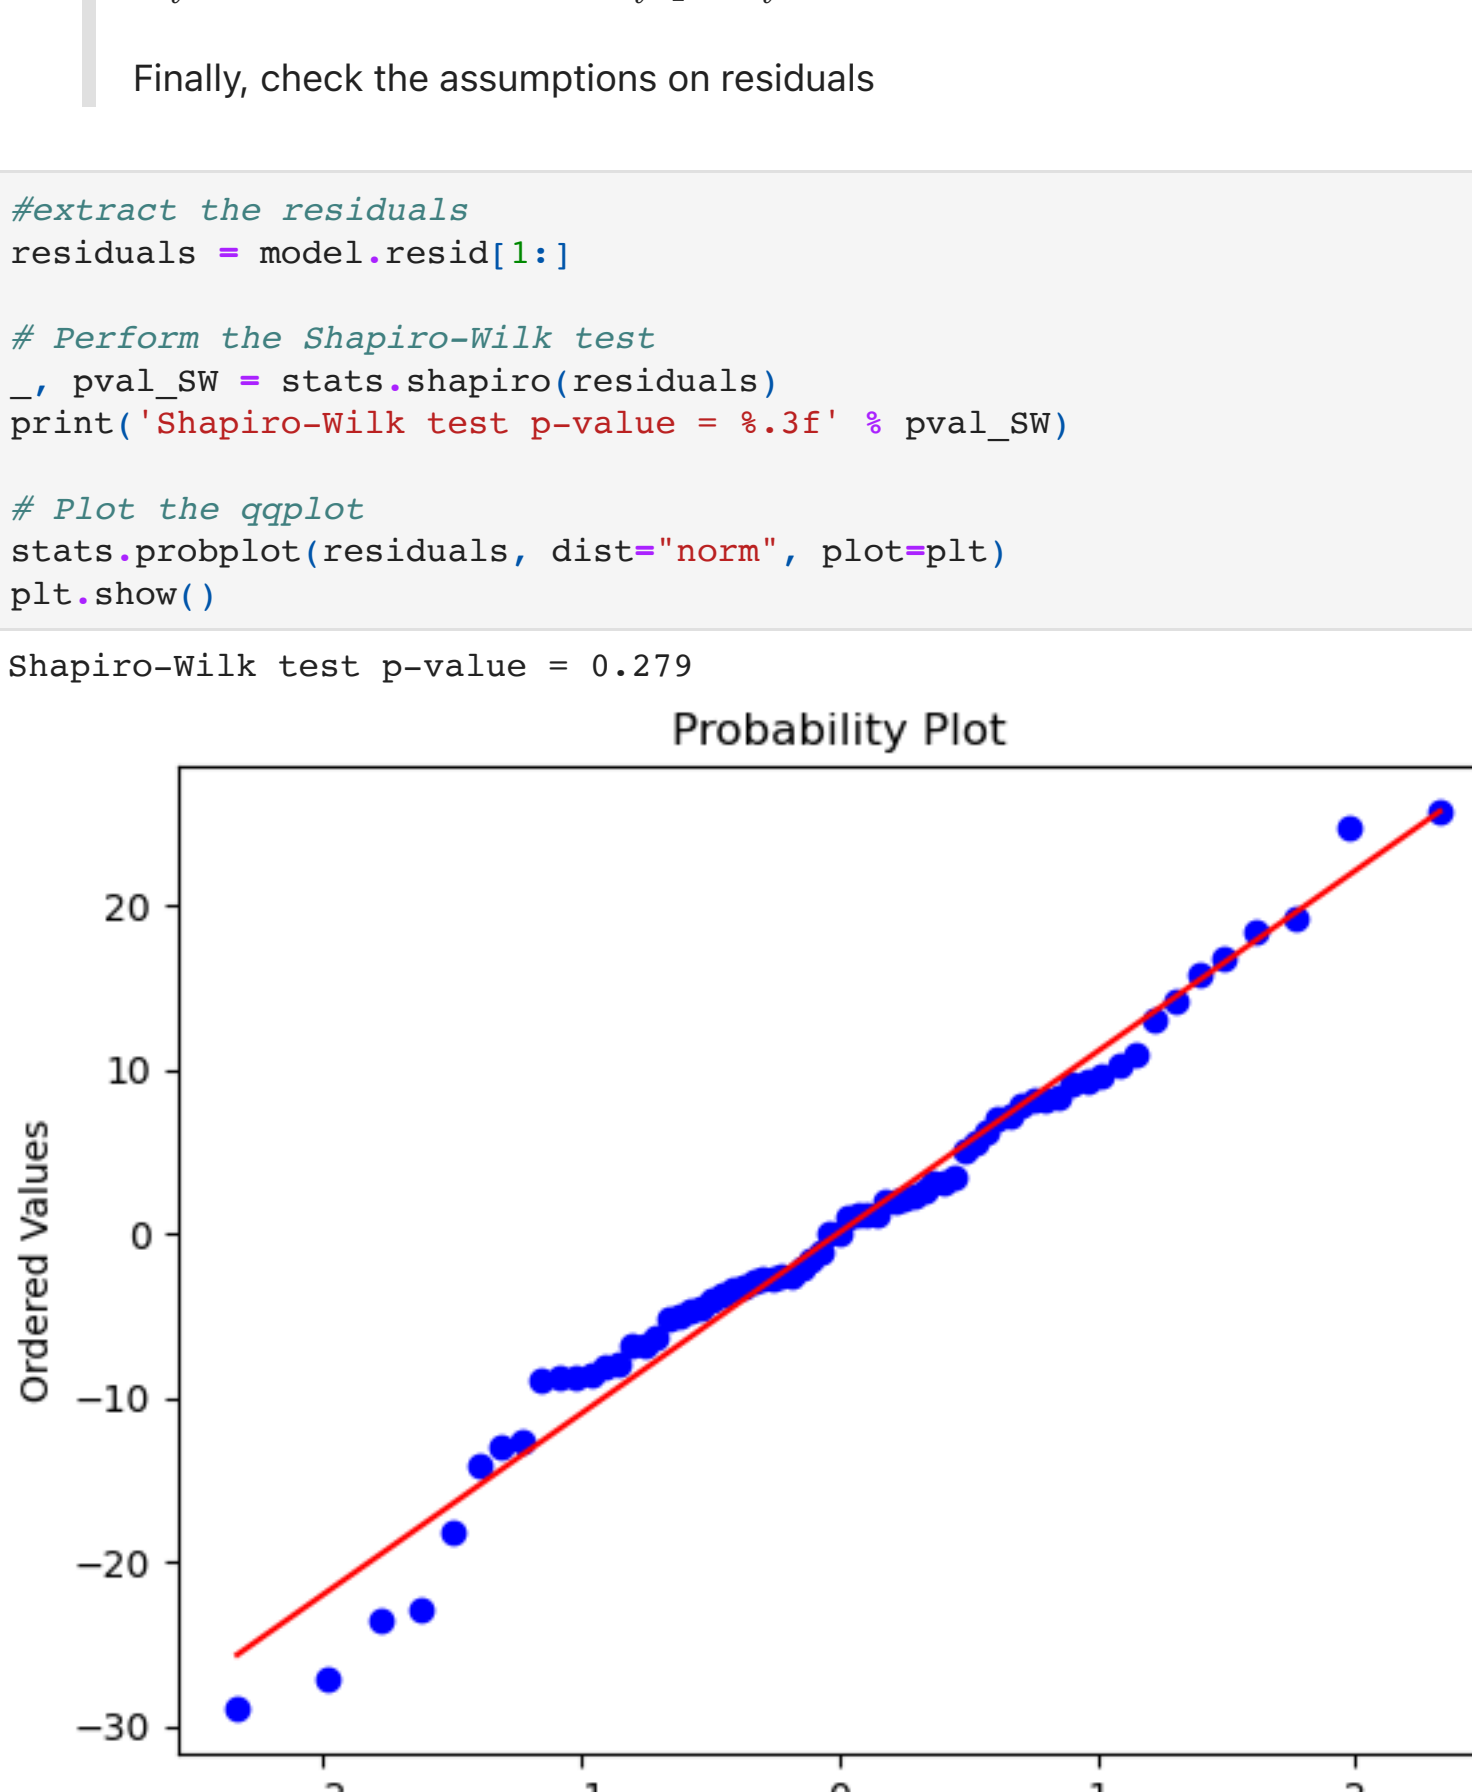 Finally, check the assumptions on residuals
#extract the residuals
residuals = model.resid[1:]
# Perform the Shapiro-Wilk test
_, pval_SW = stats.shapiro(residuals)
print('Shapiro-Wilk test p-value = %.3f' % pval_SW)
# Plot the qqplot
stats.probplot(residuals, dist="norm", plot=plt)
plt.show()
Shapiro-Wilk test p-value = 0.279
Probability Plot
20
10
0
−10
−20
−30
Ordered Values